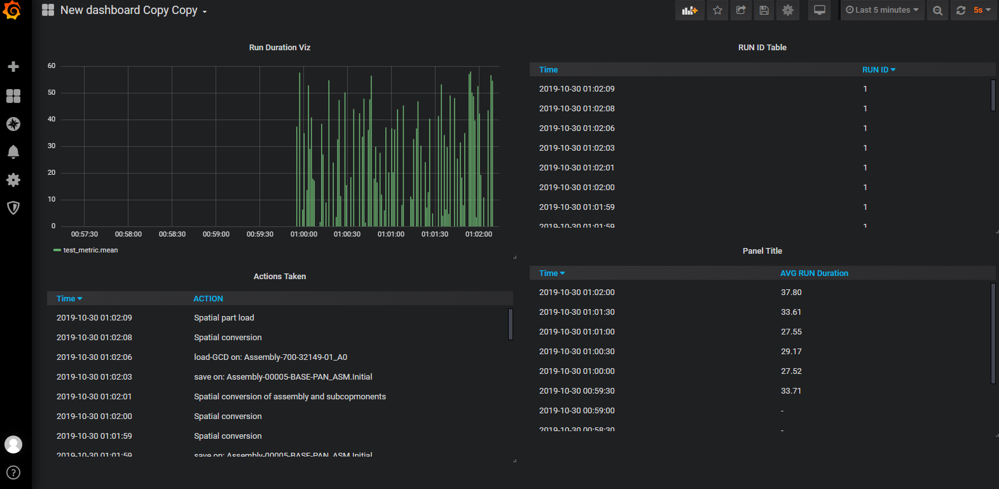 New dashboard Copy Copy
Last 5 minutes
5s
Run Duration Viz
60
50
40
30
20
10
0
00:57:30 00:58:00 00:58:30 00:59:00 00:59:30 01:00:00 01:00:30 01:01:00 01:01:30 01:02:00
test_metric.mean
RUN ID Table
Time RUN ID
2019-10-30 01:02:09 1
2019-10-30 01:02:08 1
2019-10-30 01:02:06 1
2019-10-30 01:02:03 1
2019-10-30 01:02:01 1
2019-10-30 01:02:00 1
2019-10-30 01:01:59 1
2019-10-30 01:01:59 1
Actions Taken
Time ACTION
2019-10-30 01:02:09 Spatial part load
2019-10-30 01:02:08 Spatial conversion
2019-10-30 01:02:06 load-GCD on: Assembly-700-32149-01_A0
2019-10-30 01:02:03 save on: Assembly-00005-BASE-PAN_ASM.Initial
2019-10-30 01:02:01 Spatial conversion of assembly and subcopmonents
2019-10-30 01:02:00 Spatial conversion
2019-10-30 01:01:59 Spatial conversion
2019-10-30 01:01:59 save on: Assembly-00005-BASE-PAN_ASM.Initial
Panel Title
Time AVG RUN Duration
2019-10-30 01:02:00 37.80
2019-10-30 01:01:30 33.61
2019-10-30 01:01:00 27.55
2019-10-30 01:00:30 29.17
2019-10-30 01:00:00 27.52
2019-10-30 00:59:30 33.71
2019-10-30 00:59:00 -
2019-10-30 00:58:30 -